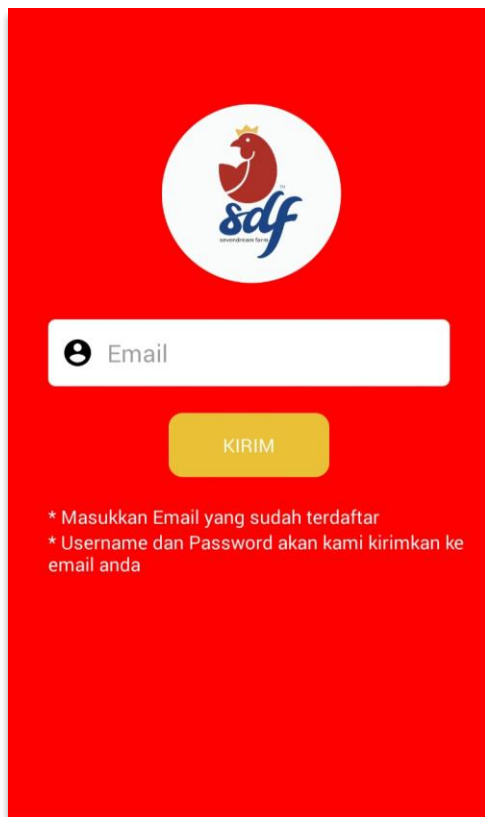 sdf
TM
sevendream farm
Email
KIRIM
* Masukkan Email yang sudah terdaftar
* Username dan Password akan kami kirimkan ke
email anda